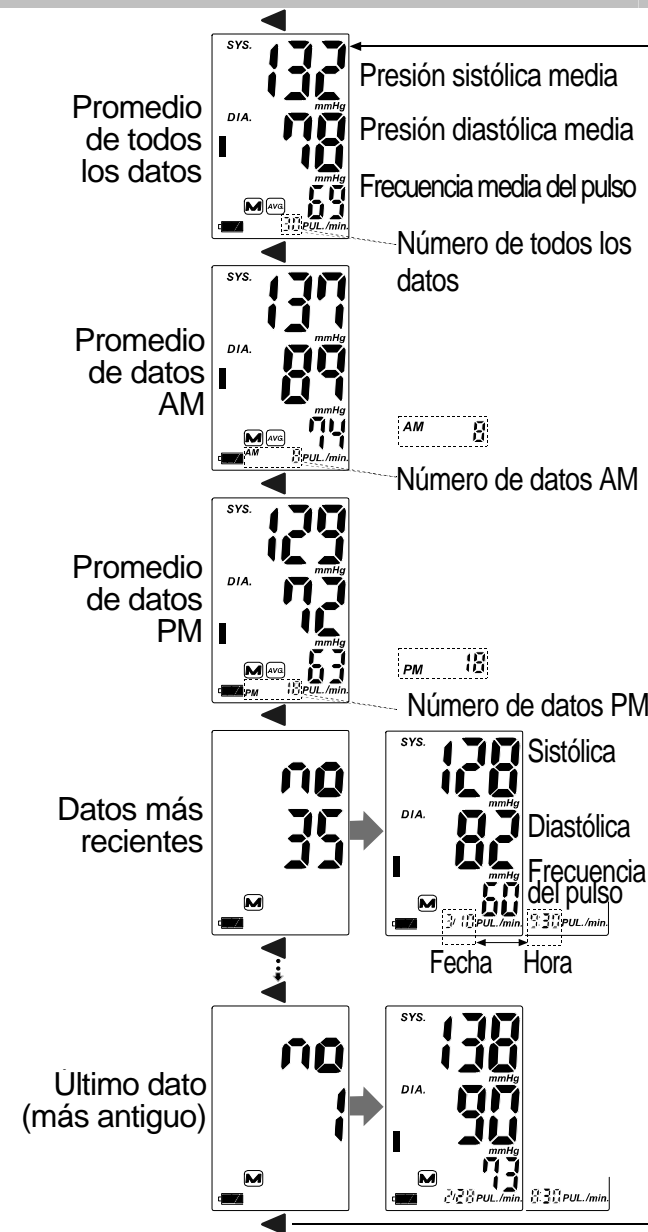 SYS.
132
mmHg
Presión sistólica media
Promedio
de todos
los datos
DIA.
78
mmHg
Presión diastólica media
M AVG.
69
Frecuencia media del pulso
30 PUL./min.
Número de todos los
datos
SYS.
137
mmHg
Promedio
de datos
AM
DIA.
89
mmHg
M AVG.
74
AM 8 PUL./min.
AM 8
Número de datos AM
SYS.
129
mmHg
Promedio
de datos
PM
DIA.
72
mmHg
M AVG.
63
PM 18 PUL./min.
PM 18
Número de datos PM
Datos más
recientes
no
35
M
SYS.
128
mmHg
Sistólica
DIA.
82
mmHg
Diastólica
M
60
Frecuencia
del pulso
3/10 PUL./min. 9:30 PUL./min.
Fecha Hora
Último dato
(más antiguo)
no
1
M
SYS.
138
mmHg
DIA.
90
mmHg
M
73
2/28 PUL./min. 8:30 PUL./min.